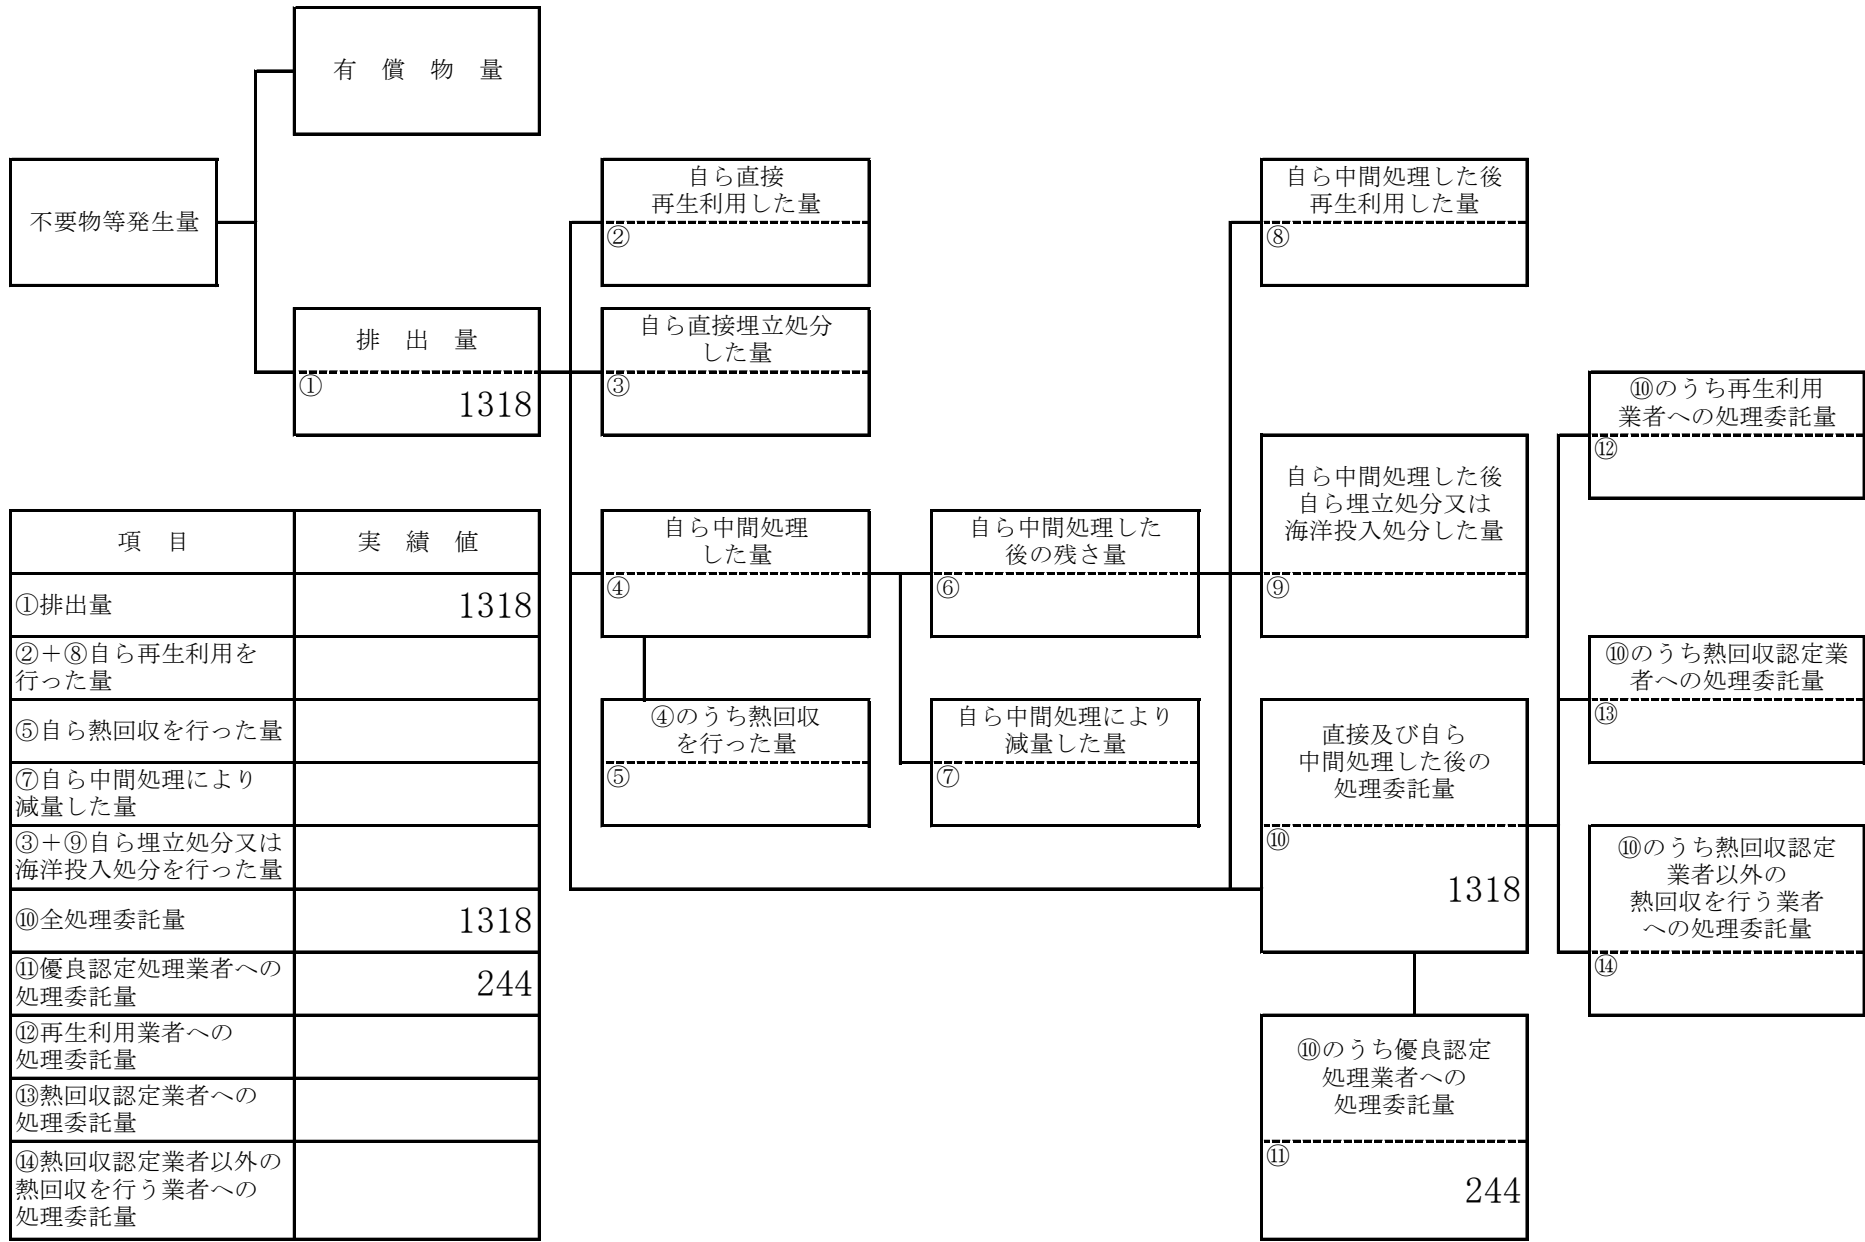 有 償 物 量
不要物等発生量
排 出 量
①
1318
自ら直接
再生利用した量
②
自ら直接埋立処分
した量
③
自ら中間処理
した量
④
④のうち熱回収
を行った量
⑤
自ら中間処理した
後の残さ量
⑥
自ら中間処理により
減量した量
⑦
自ら中間処理した後
再生利用した量
⑧
自ら中間処理した後
自ら埋立処分又は
海洋投入処分した量
⑨
直接及び自ら
中間処理した後の
処理委託量
⑩
1318
⑩のうち優良認定
処理業者への
処理委託量
⑪
244
⑩のうち再生利用
業者への処理委託量
⑫
⑩のうち熱回収認定業
者への処理委託量
⑬
⑩のうち熱回収認定
業者以外の
熱回収を行う業者
への処理委託量
⑭
項 目 実 績 値
①排出量 1318
②+⑧自ら再生利用を
行った量
⑤自ら熱回収を行った量
⑦自ら中間処理により
減量した量
③+⑨自ら埋立処分又は
海洋投入処分を行った量
⑩全処理委託量 1318
⑪優良認定処理業者への
処理委託量 244
⑫再生利用業者への
処理委託量
⑬熱回収認定業者への
処理委託量
⑭熱回収認定業者以外の
熱回収を行う業者への
処理委託量